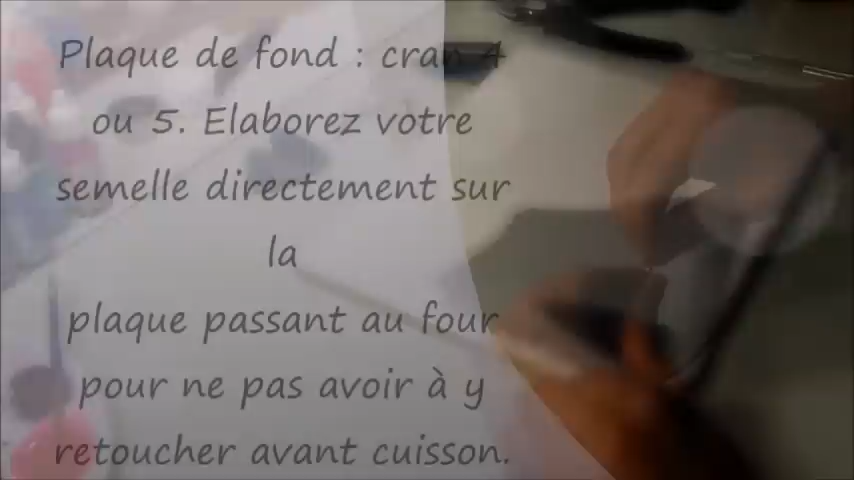 Plaque de fond : cran 4
ou 5. Elaborez votre
semelle directement sur
la
plaque passant au four
pour ne pas avoir à y
retoucher avant cuisson.